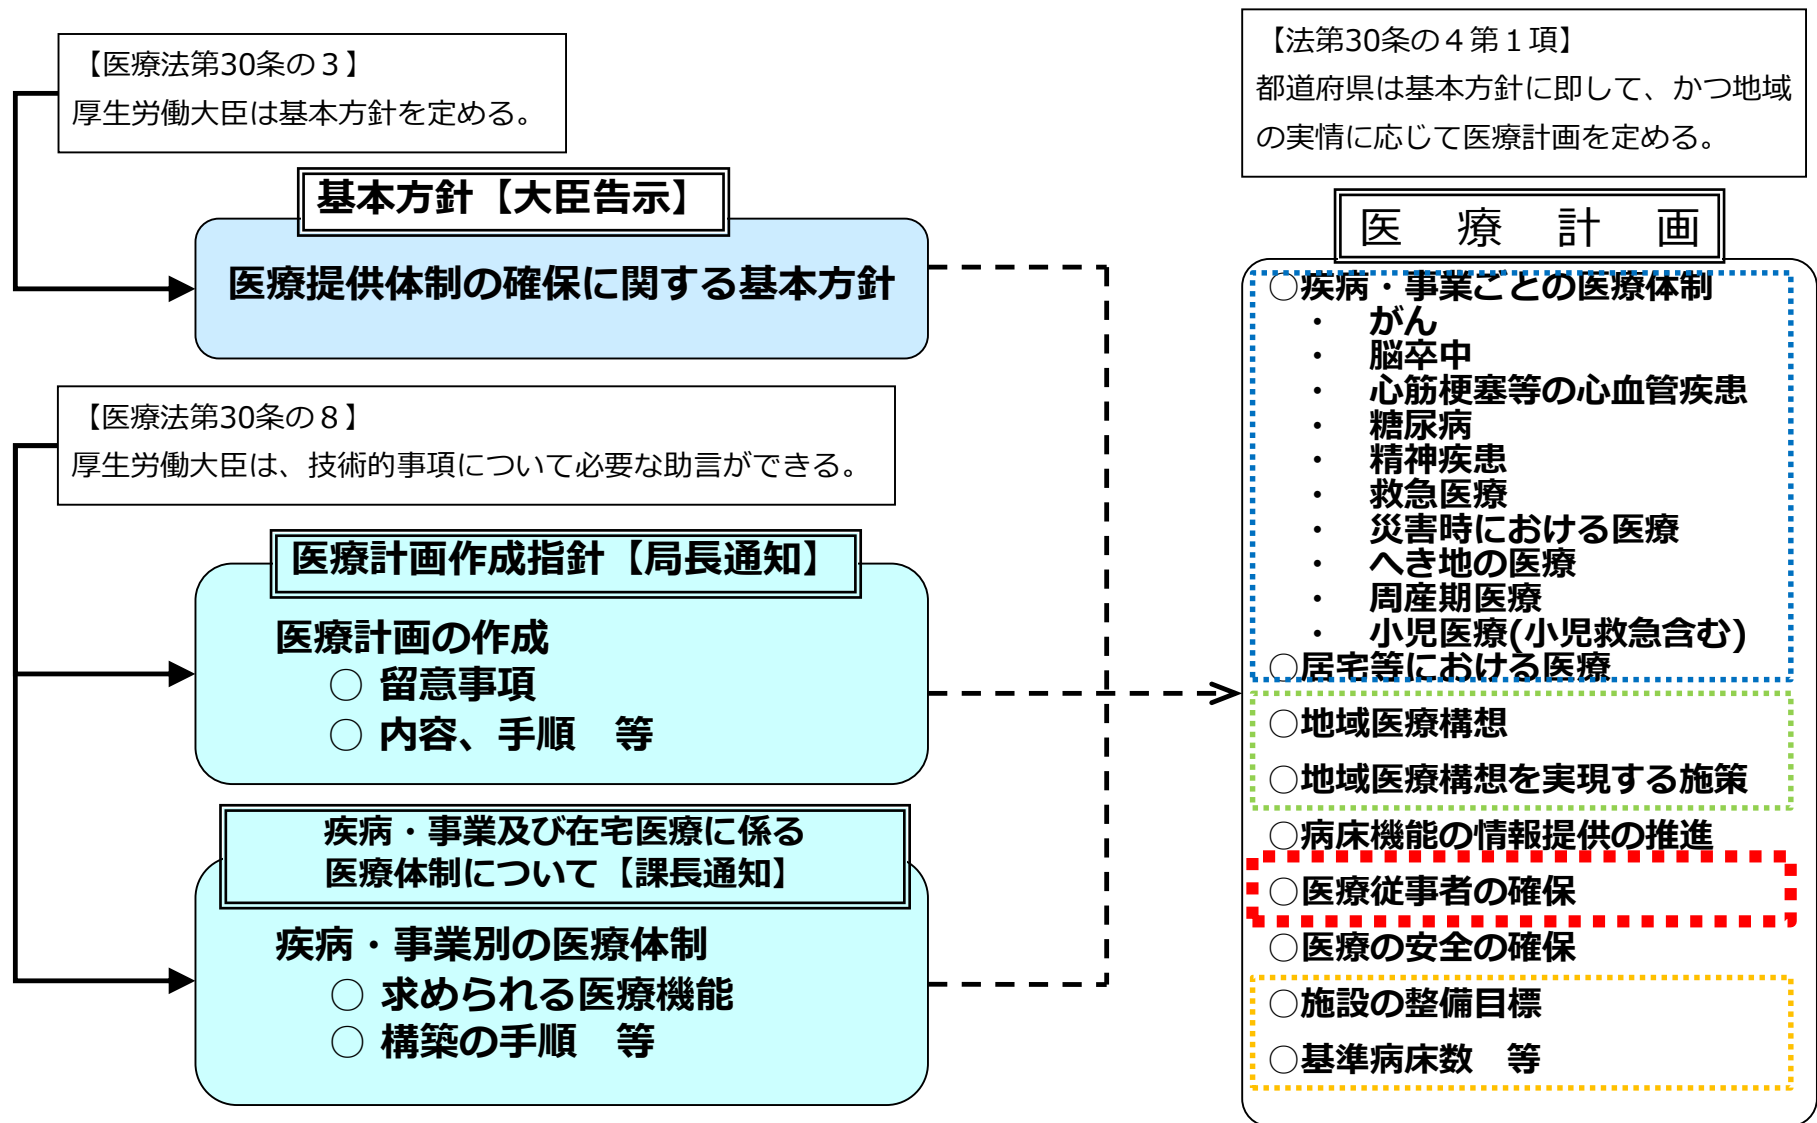 【医療法第30条の３】
厚生労働大臣は基本方針を定める。
基本方針【大臣告示】
医療提供体制の確保に関する基本方針
【医療法第30条の８】
厚生労働大臣は、技術的事項について必要な助言ができる。
医療計画作成指針【局長通知】
医療計画の作成
○ 留意事項
○ 内容、手順　等
疾病・事業及び在宅医療に係る
医療体制について【課長通知】
疾病・事業別の医療体制
○ 求められる医療機能
○ 構築の手順　等
【法第30条の４第１項】
都道府県は基本方針に即して、かつ地域
の実情に応じて医療計画を定める。
医　療　計　画
○疾病・事業ごとの医療体制
・　がん
・　脳卒中
・　心筋梗塞等の心血管疾患
・　糖尿病
・　精神疾患
・　救急医療
・　災害時における医療
・　へき地の医療
・　周産期医療
・　小児医療(小児救急含む)
○居宅等における医療
○地域医療構想
○地域医療構想を実現する施策
○病床機能の情報提供の推進
○医療従事者の確保
○医療の安全の確保
○施設の整備目標
○基準病床数　等